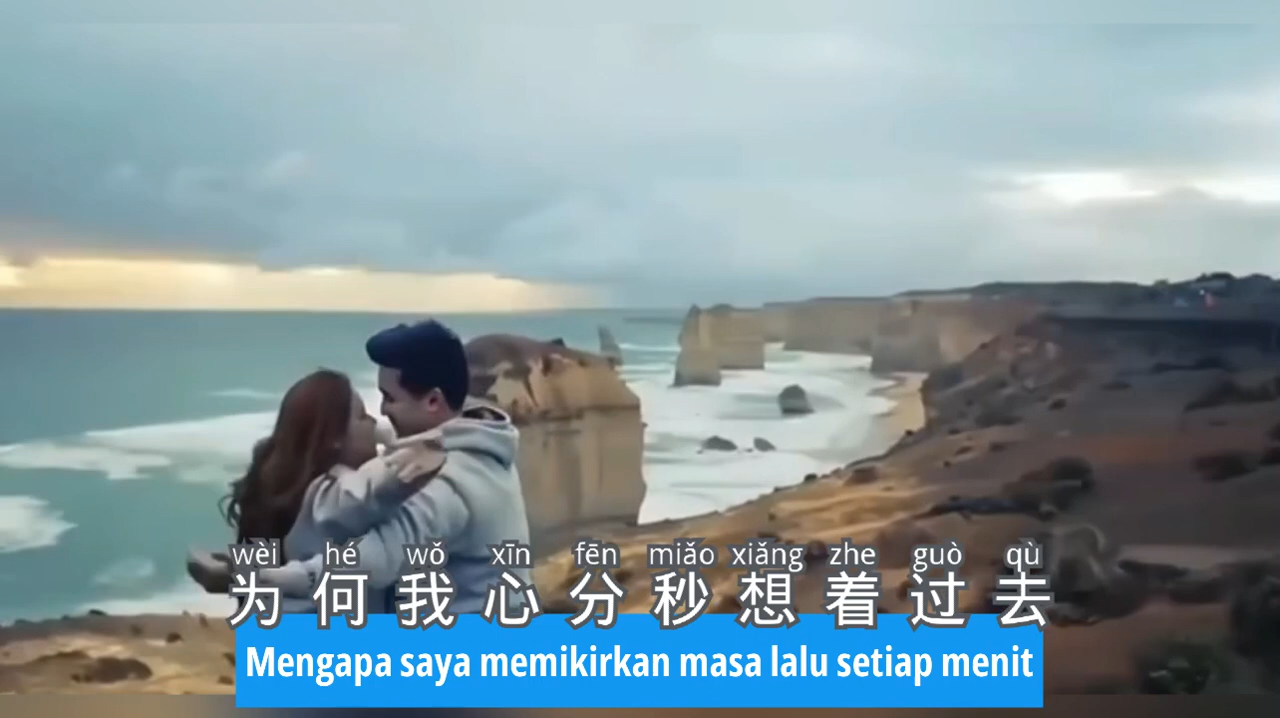 wèi hé wǒ xīn fēn miǎo xiǎng zhe guò qù
为何我心分秒想着过去
Mengapa saya memikirkan masa lalu setiap menit